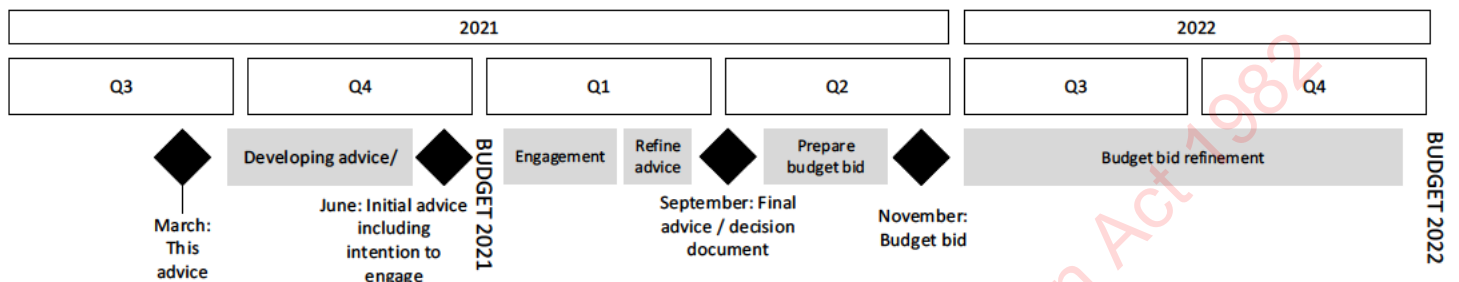 2021
2022
Q3
Q4
Q1
Q2
Q3
Q4
Developing advice/
Engagement
Refine
advice
Prepare
budget bid
Budget bid refinement
March:
This
advice
June: Initial advice
including
intention to
engage
BUDGET 2021
September: Final
advice / decision
document
November:
Budget bid
BUDGET 2022
Act 1982